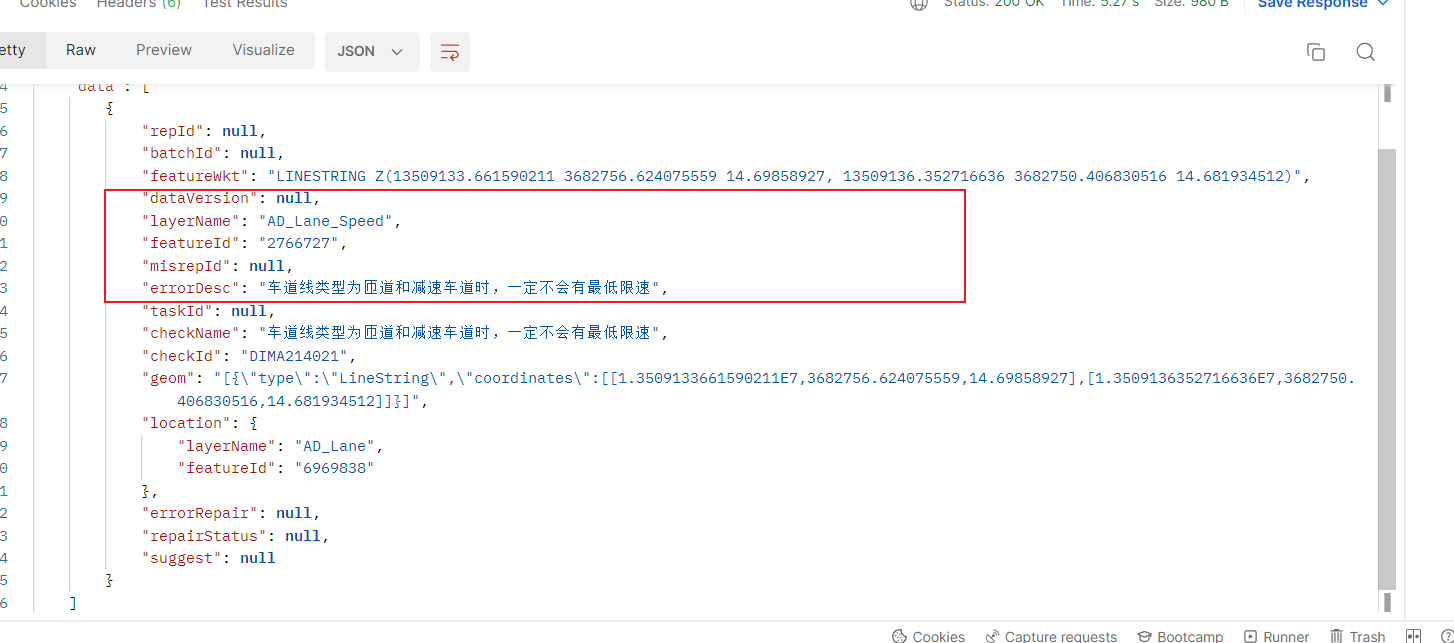 Cookies Headers (6) Test Results Status: 200 OK Time: 5.27 s Size: 980 B Save Response
etty Raw Preview Visualize JSON
4 "data": [
5 {
6 "repId": null,
7 "batchId": null,
8 "featureWkt": "LINESTRING Z(13509133.661590211 3682756.624075559 14.69858927, 13509136.352716636 3682750.406830516 14.681934512)",
9 "dataVersion": null,
0 "layerName": "AD_Lane_Speed",
1 "featureId": "2766727",
2 "misrepId": null,
3 "errorDesc": "车道线类型为匝道和减速车道时，一定不会有最低限速",
4 "taskId": null,
5 "checkName": "车道线类型为匝道和减速车道时，一定不会有最低限速",
6 "checkId": "DIMA214021",
7 "geom": "[{\"type\":\"LineString\",\"coordinates\":[[1.3509133661590211E7,3682756.624075559,14.69858927],[1.3509136352716636E7,3682750.
406830516,14.681934512]]}]",
8 "location": {
9 "layerName": "AD_Lane",
0 "featureId": "6969838"
1 },
2 "errorRepair": null,
3 "repairStatus": null,
4 "suggest": null
5 }
6 ]
Cookies Capture requests Bootcamp Runner Trash